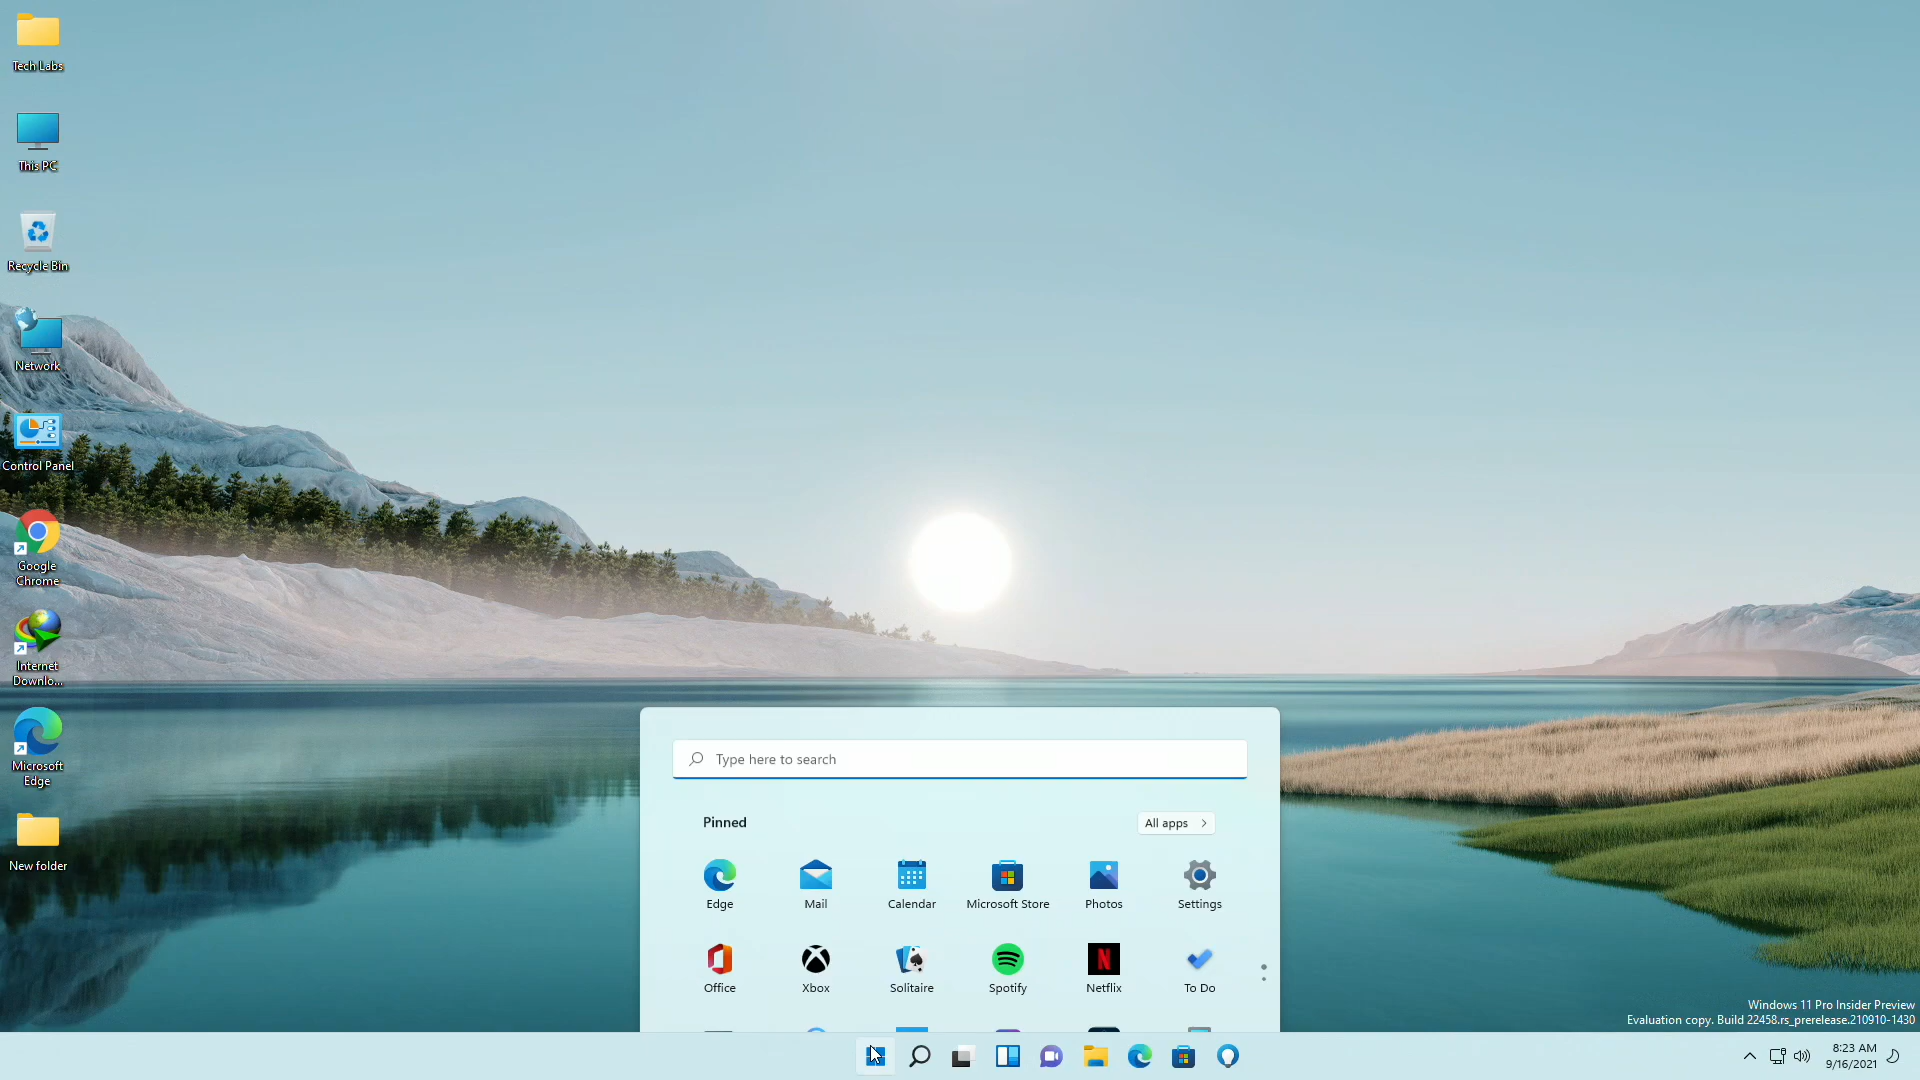 Tech Labs
This PC
Recycle Bin
Network
Control Panel
Google
Chrome
Internet
Downlo...
Microsoft
Edge
New folder
Type here to search
Pinned
All apps
Edge
Mail
Calendar
Microsoft Store
Photos
Settings
Office
Xbox
Solitaire
Spotify
Netflix
To Do
Windows 11 Pro Insider Preview
Evaluation copy. Build 22458.rs_prerelease.210910-1430
8:23 AM
9/16/2021